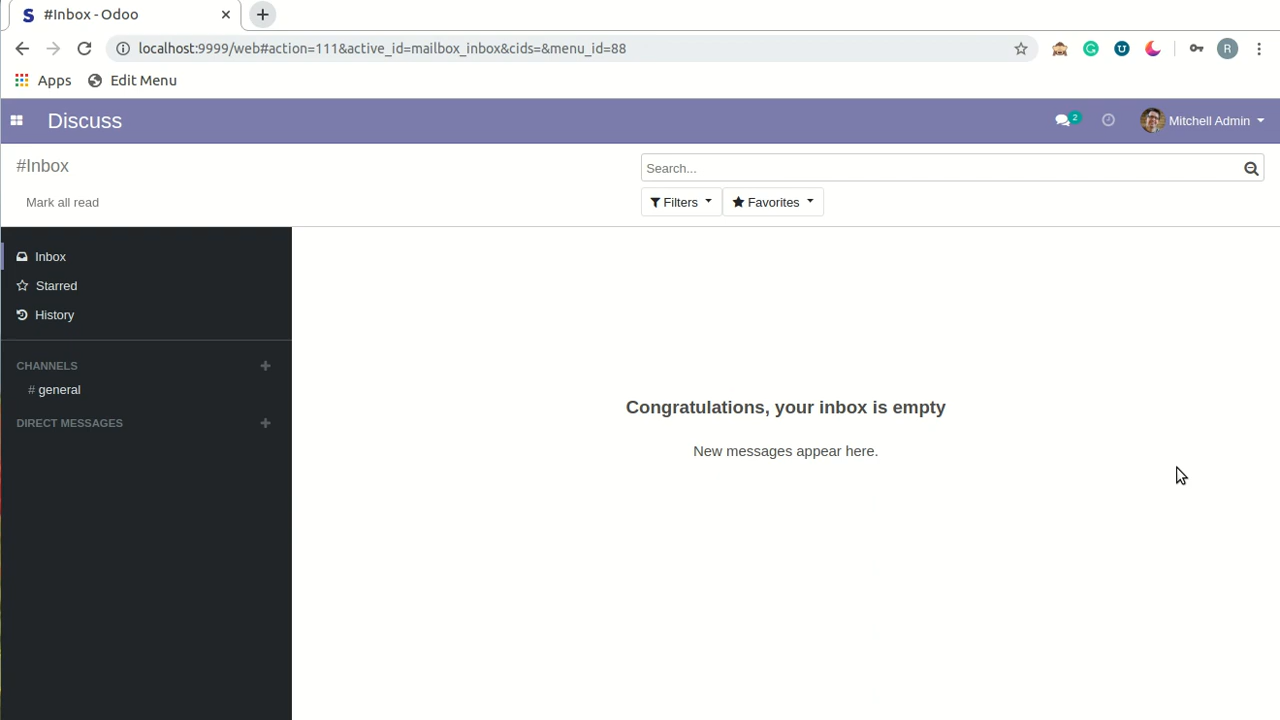 #Inbox - Odoo
localhost:9999/web#action=111&active_id=mailbox_inbox&cids=&menu_id=88
R
Apps
Edit Menu
Discuss
2
Mitchell Admin
#Inbox
Search...
Mark all read
Filters
Favorites
Inbox
Starred
History
CHANNELS
# general
DIRECT MESSAGES
Congratulations, your inbox is empty
New messages appear here.